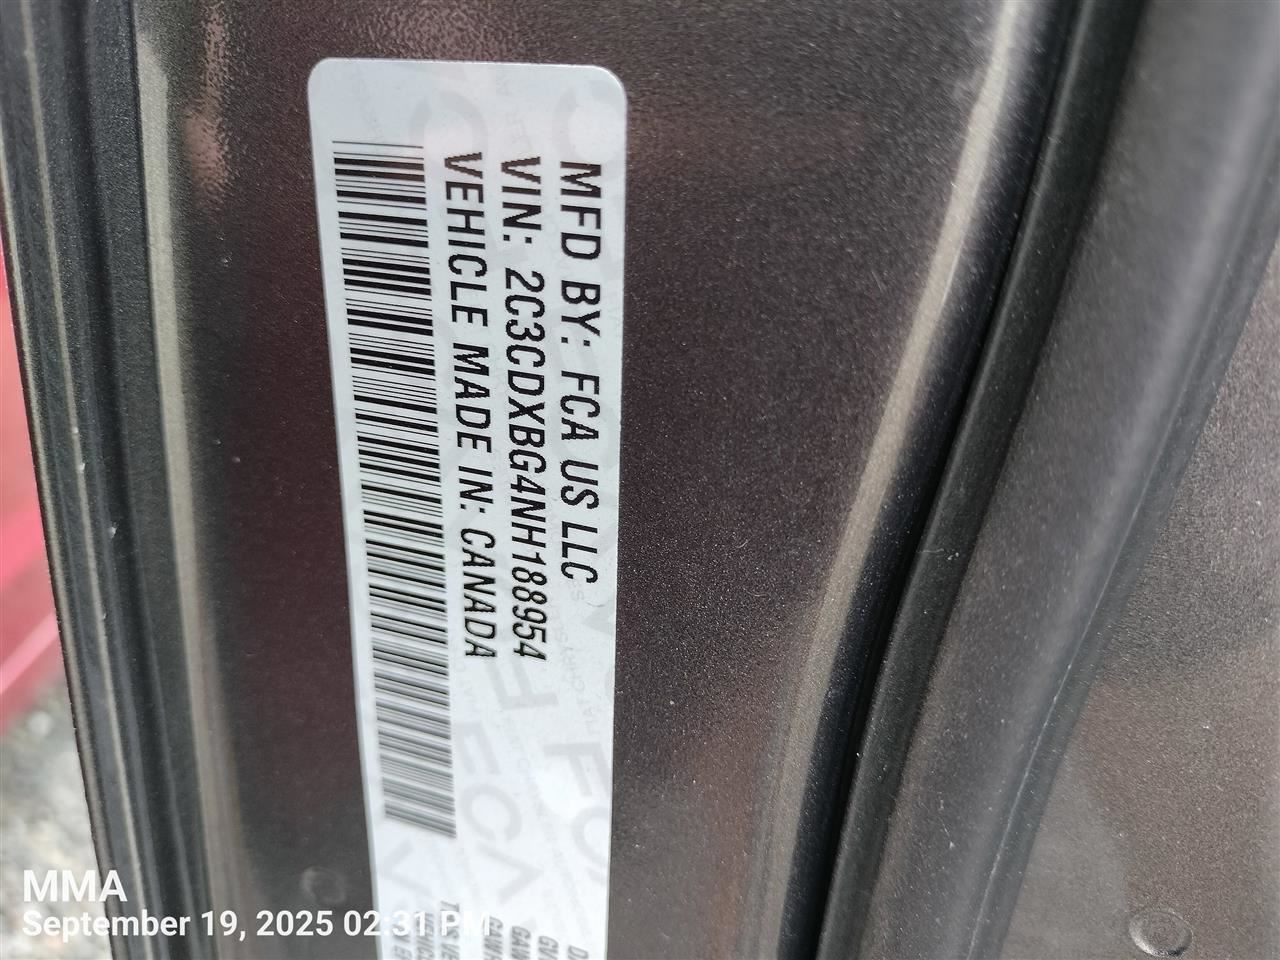 MFD BY: FCA US LLC
VIN: 2C3CDXBG4NH188954
VEHICLE MADE IN: CANADA
MMA
September 19, 2025 02:31 PM